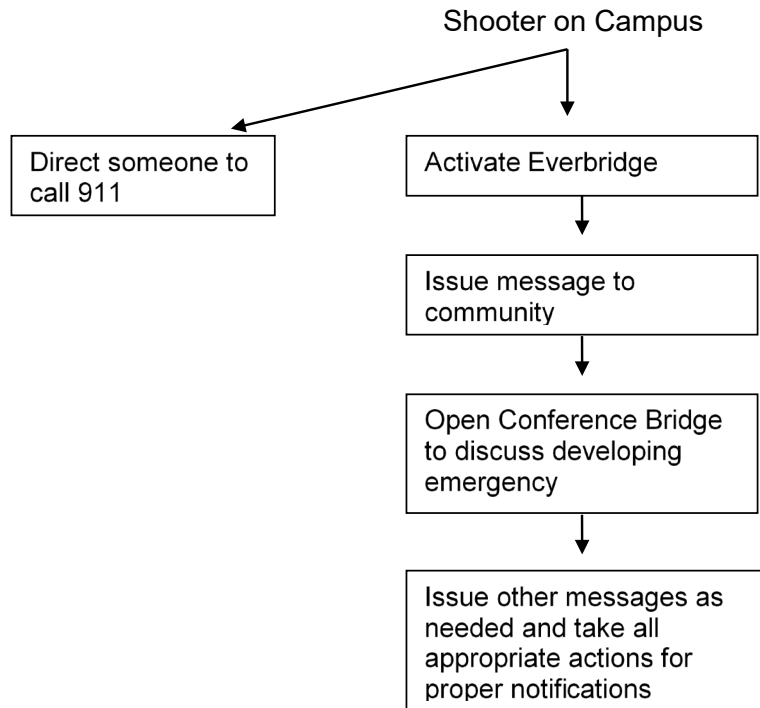 Shooter on Campus
Direct someone to
call 911
Activate Everbridge
Issue message to
community
Open Conference Bridge
to discuss developing
emergency
Issue other messages as
needed and take all
appropriate actions for
proper notifications